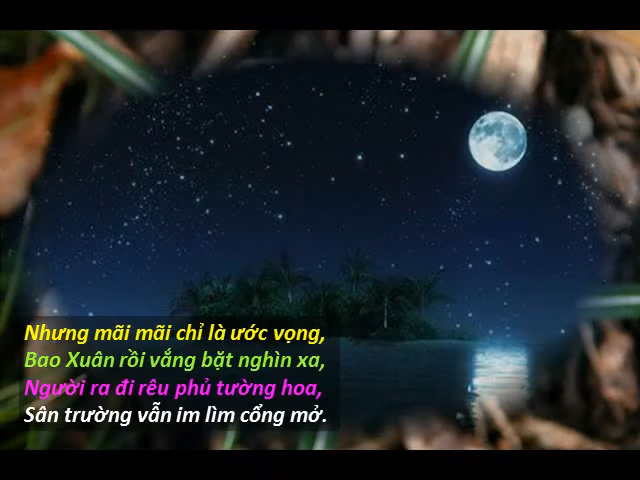 Nhưng mãi mãi chỉ là ước vọng,
Bao Xuân rồi vắng bặt nghìn xa,
Người ra đi rêu phủ tường hoa,
Sân trường vẫn im lìm cổng mở.